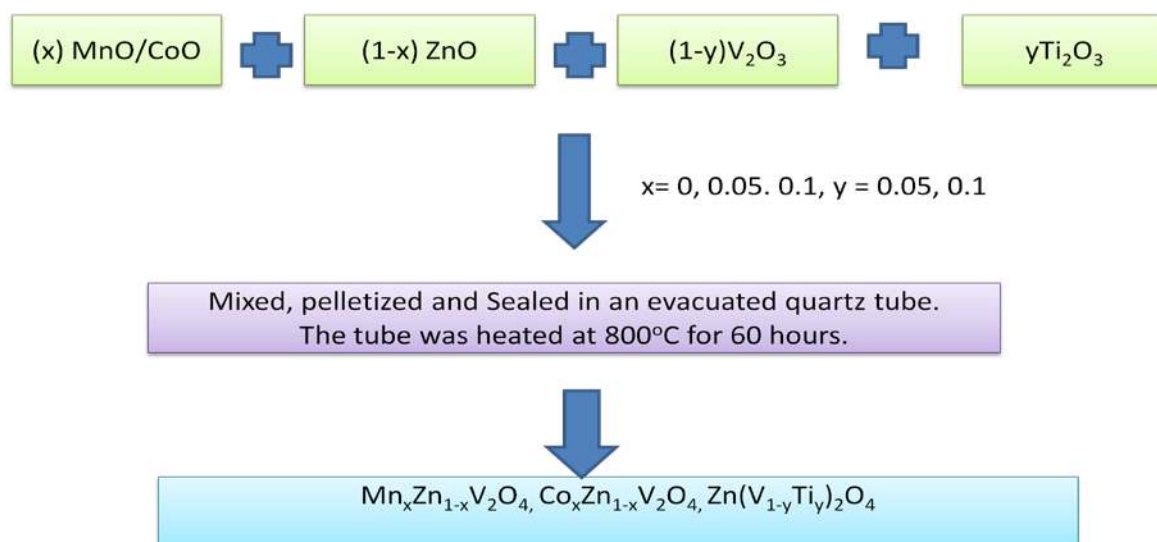 (x) MnO/CoO
(1-x) ZnO
(1-y)V₂O₃
yTi₂O₃
x= 0, 0.05. 0.1, y = 0.05, 0.1
Mixed, pelletized and Sealed in an evacuated quartz tube.
The tube was heated at 800°C for 60 hours.
MnₓZn₁₋ₓV₂O₄, CoₓZn₁₋ₓV₂O₄, Zn(V₁₋yTiy)₂O₄